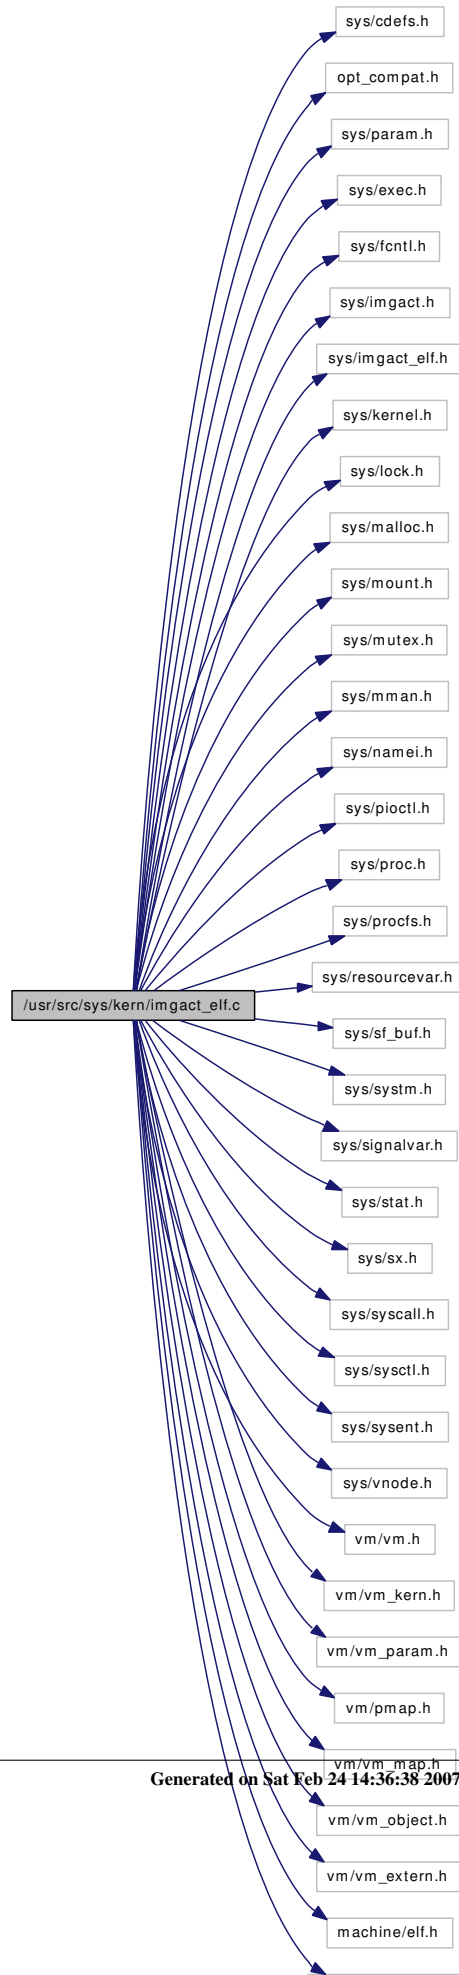 sys/cdefs.h
opt_compat.h
sys/param.h
sys/exec.h
sys/fcntl.h
sys/imgact.h
sys/imgact_elf.h
sys/kernel.h
sys/lock.h
sys/malloc.h
sys/mount.h
sys/mutex.h
sys/mman.h
sys/namei.h
sys/pioctl.h
sys/proc.h
sys/procfs.h
sys/resourcevar.h
/usr/src/sys/kern/imgact_elf.c
sys/sf_buf.h
sys/systm.h
sys/signalvar.h
sys/stat.h
sys/sx.h
sys/syscall.h
sys/sysctl.h
sys/sysent.h
sys/vnode.h
vm/vm.h
vm/vm_kern.h
vm/vm_param.h
vm/pmap.h
vm/vm_map.h
Generated on Sat Feb 24 14:36:38 2007
vm/vm_object.h
vm/vm_extern.h
machine/elf.h